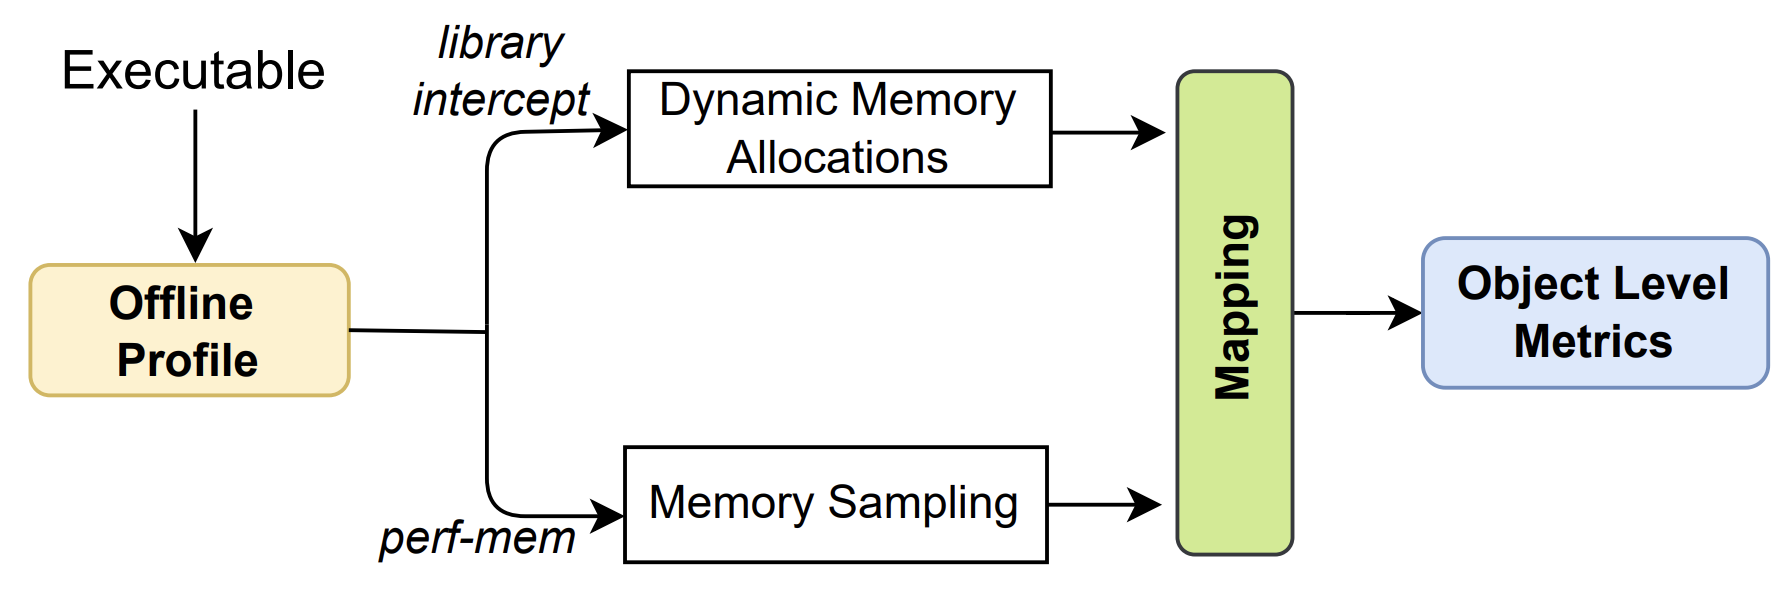 Executable
Offline
Profile
library
intercept
perf-mem
Dynamic Memory
Allocations
Memory Sampling
Mapping
Object Level
Metrics